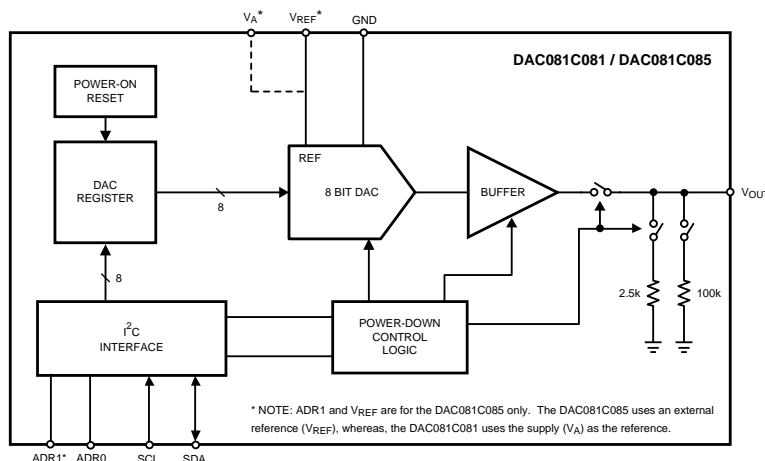 VA* VREF* GND
DAC081C081 / DAC081C085
POWER-ON
RESET
REF
DAC
REGISTER
8
8 BIT DAC
BUFFER
VOUT
8
2.5k
100k
I2C
INTERFACE
POWER-DOWN
CONTROL
LOGIC
* NOTE: ADR1 and VREF are for the DAC081C085 only. The DAC081C085 uses an external
reference (VREF), whereas, the DAC081C081 uses the supply (VA) as the reference.
ADR1* ADR0 SCL SDA